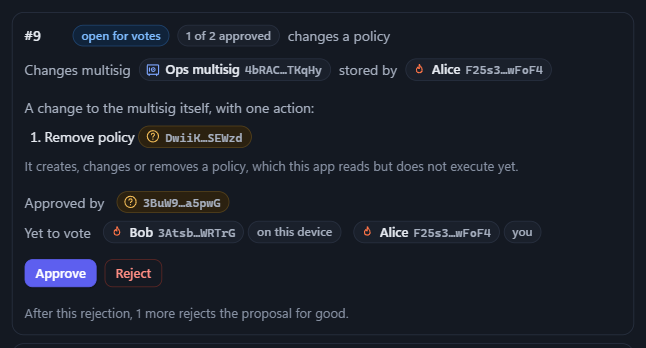 #9 open for votes 1 of 2 approved changes a policy
Changes multisig Ops multisig 4bRAC…TKqHy stored by Alice F25s3…wFoF4
A change to the multisig itself, with one action:
1. Remove policy DwiiK…SEWzd
It creates, changes or removes a policy, which this app reads but does not execute yet.
Approved by 3BuW9…a5pwG
Yet to vote Bob 3Atsb…WRTrG on this device Alice F25s3…wFoF4 you
Approve Reject
After this rejection, 1 more rejects the proposal for good.